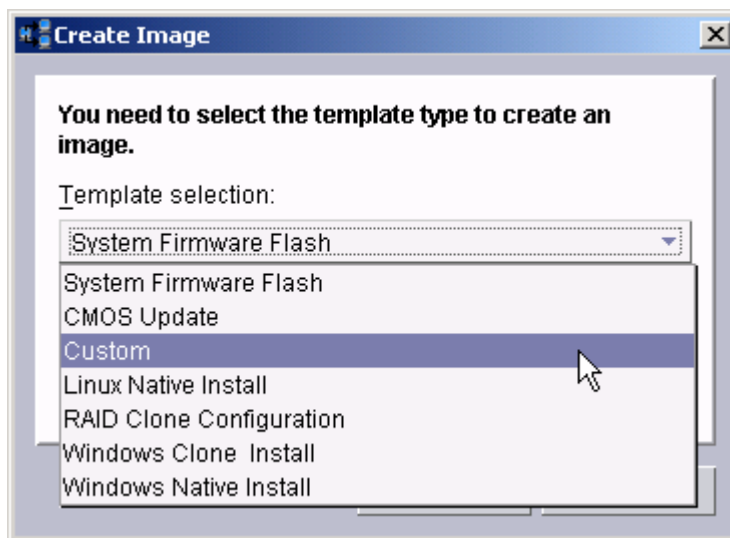 Create Image
You need to select the template type to create an
image.
Template selection:
System Firmware Flash
System Firmware Flash
CMOS Update
Custom
Linux Native Install
RAID Clone Configuration
Windows Clone  Install
Windows Native Install